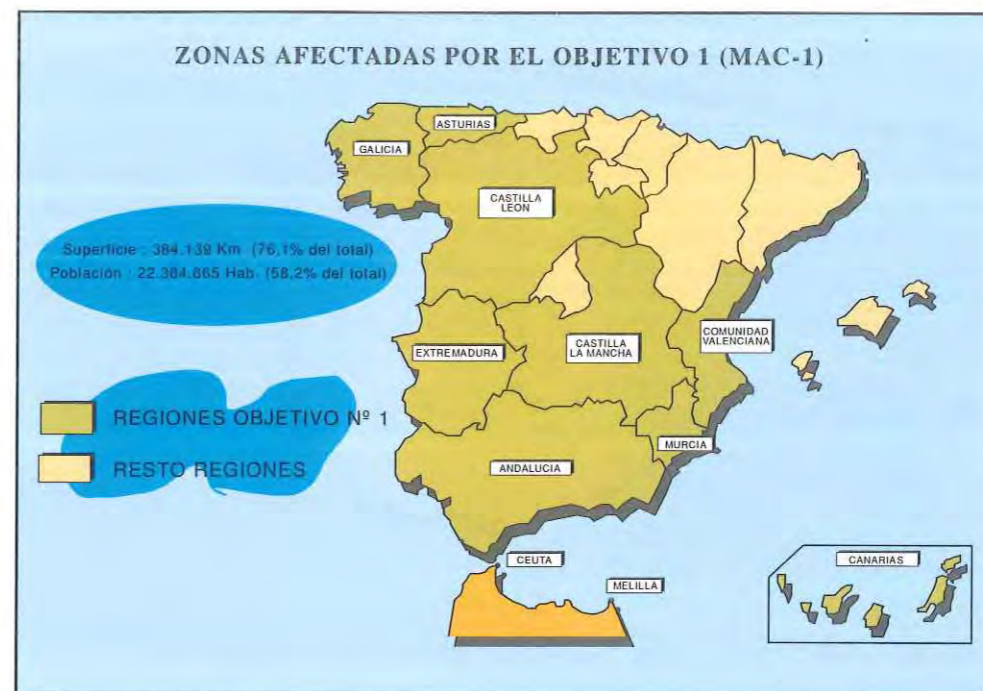 ZONAS AFECTADAS POR EL OBJETIVO 1 (MAC-1)
ASTURIAS
GALICIA
CASTILLA
LEON
Superficie : 384.139 Km (76,1% del total)
Población : 22.384.865 Hab. (58,2% del total)
EXTREMADURA
CASTILLA
LA MANCHA
COMUNIDAD
VALENCIANA
REGIONES OBJETIVO Nº 1
RESTO REGIONES
MURCIA
ANDALUCIA
CEUTA
MELILLA
CANARIAS